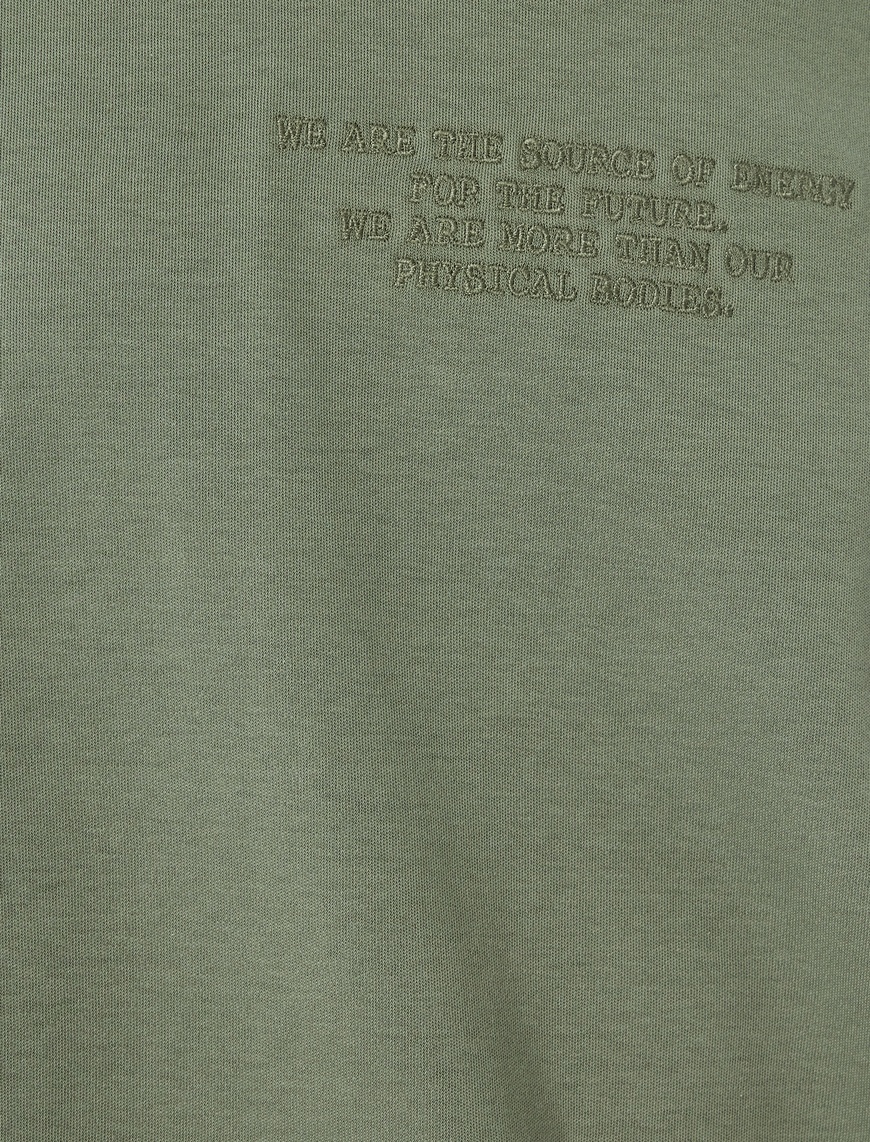 WE ARE THE SOURCE OF ENERGY
FOR THE FUTURE.
WE ARE MORE THAN OUR
PHYSICAL BODIES.